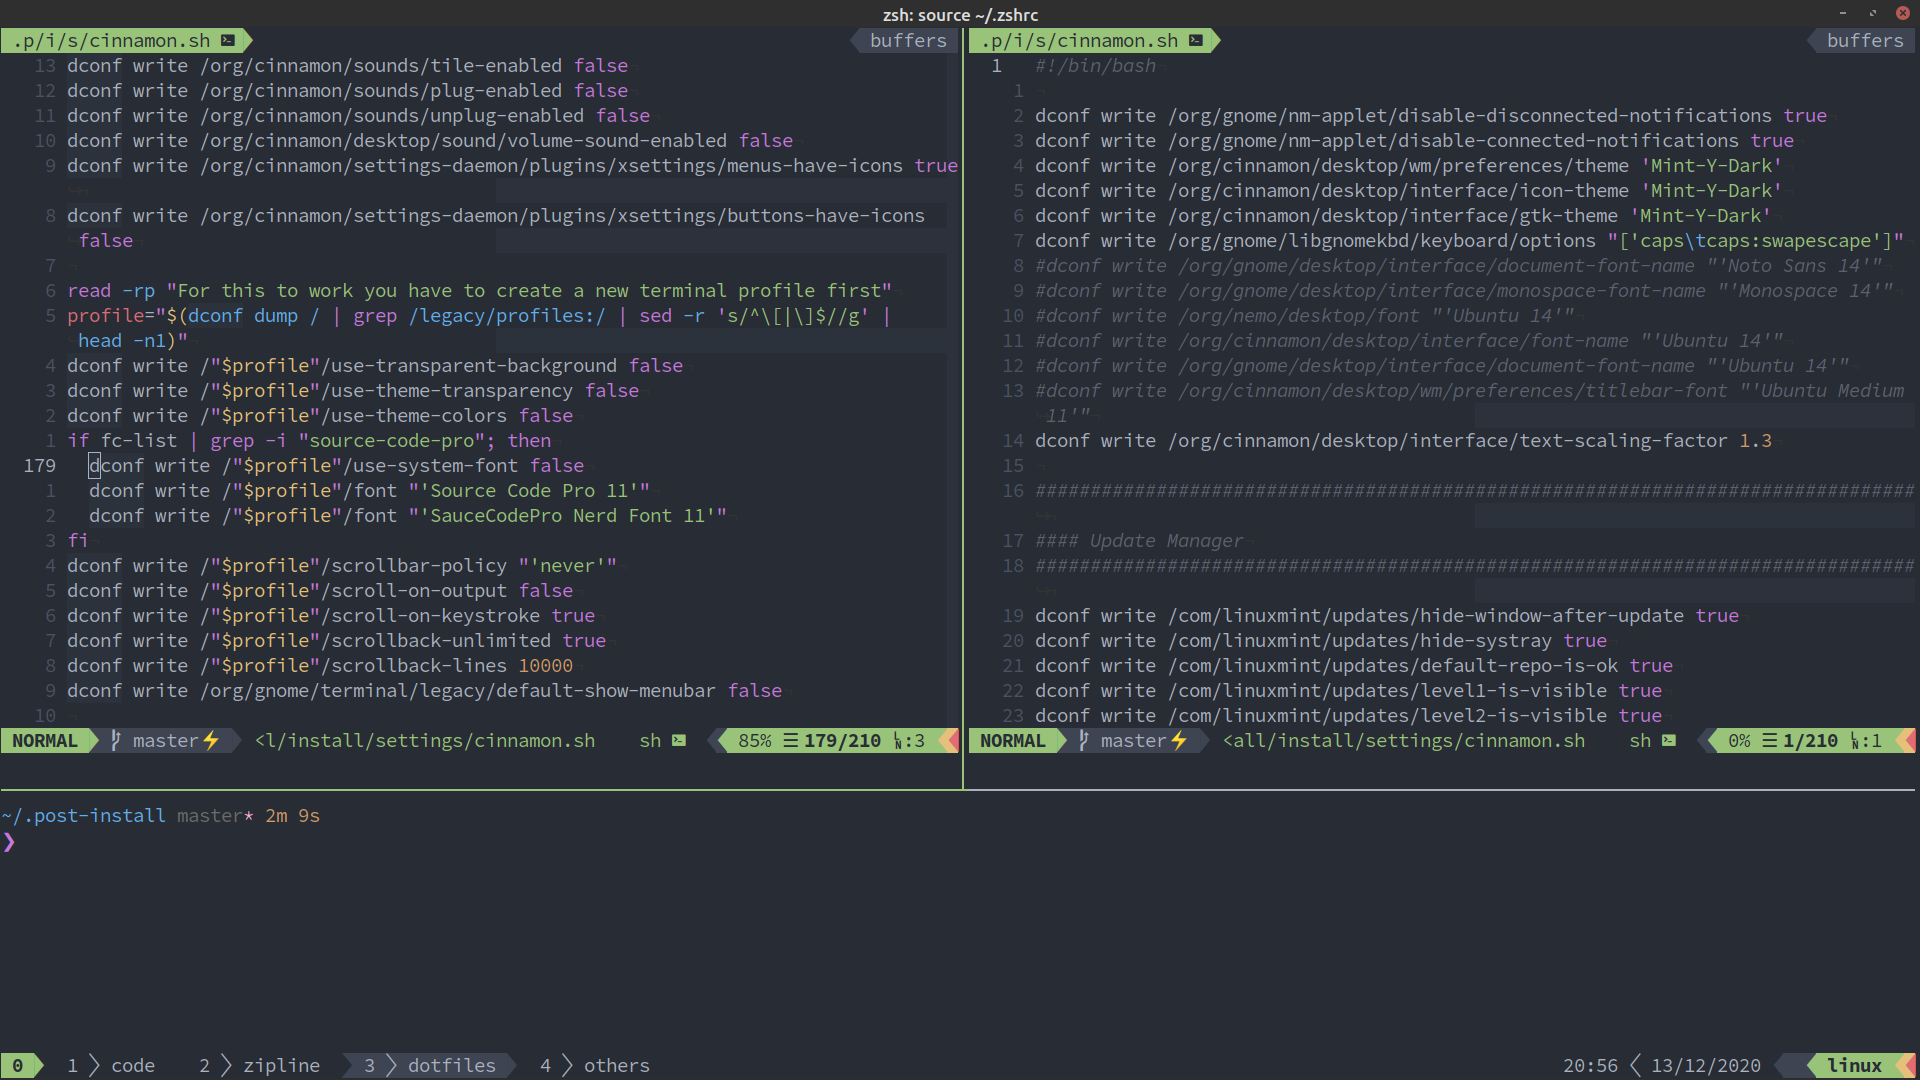 zsh: source ~/.zshrc
.p/i/s/cinnamon.sh buffers
13 dconf write /org/cinnamon/sounds/tile-enabled false
12 dconf write /org/cinnamon/sounds/plug-enabled false
11 dconf write /org/cinnamon/sounds/unplug-enabled false
10 dconf write /org/cinnamon/desktop/sound/volume-sound-enabled false
9 dconf write /org/cinnamon/settings-daemon/plugins/xsettings/menus-have-icons true
8 dconf write /org/cinnamon/settings-daemon/plugins/xsettings/buttons-have-icons
false
7
6 read -rp "For this to work you have to create a new terminal profile first"
5 profile="$(dconf dump / | grep /legacy/profiles:/ | sed -r 's/^\[|\]$//g' |
head -n1)"
4 dconf write /"$profile"/use-transparent-background false
3 dconf write /"$profile"/use-theme-transparency false
2 dconf write /"$profile"/use-theme-colors false
1 if fc-list | grep -i "source-code-pro"; then
179 dconf write /"$profile"/use-system-font false
1 dconf write /"$profile"/font "'Source Code Pro 11'"
2 dconf write /"$profile"/font "'SauceCodePro Nerd Font 11'"
3 fi
4 dconf write /"$profile"/scrollbar-policy "'never'"
5 dconf write /"$profile"/scroll-on-output false
6 dconf write /"$profile"/scroll-on-keystroke true
7 dconf write /"$profile"/scrollback-unlimited true
8 dconf write /"$profile"/scrollback-lines 10000
9 dconf write /org/gnome/terminal/legacy/default-show-menubar false
10
NORMAL master⚡ <l/install/settings/cinnamon.sh sh 85% ☰ 179/210 :3
.p/i/s/cinnamon.sh buffers
1 #!/bin/bash
1
2 dconf write /org/gnome/nm-applet/disable-disconnected-notifications true
3 dconf write /org/gnome/nm-applet/disable-connected-notifications true
4 dconf write /org/cinnamon/desktop/wm/preferences/theme 'Mint-Y-Dark'
5 dconf write /org/cinnamon/desktop/interface/icon-theme 'Mint-Y-Dark'
6 dconf write /org/cinnamon/desktop/interface/gtk-theme 'Mint-Y-Dark'
7 dconf write /org/gnome/libgnomekbd/keyboard/options "['caps\tcaps:swapescape']"
8 #dconf write /org/gnome/desktop/interface/document-font-name "'Noto Sans 14'"
9 #dconf write /org/gnome/desktop/interface/monospace-font-name "'Monospace 14'"
10 #dconf write /org/nemo/desktop/font "'Ubuntu 14'"
11 #dconf write /org/cinnamon/desktop/interface/font-name "'Ubuntu 14'"
12 #dconf write /org/gnome/desktop/interface/document-font-name "'Ubuntu 14'"
13 #dconf write /org/cinnamon/desktop/wm/preferences/titlebar-font "'Ubuntu Medium
11'"
14 dconf write /org/cinnamon/desktop/interface/text-scaling-factor 1.3
15
16 ################################################################################
17 #### Update Manager
18 ################################################################################
19 dconf write /com/linuxmint/updates/hide-window-after-update true
20 dconf write /com/linuxmint/updates/hide-systray true
21 dconf write /com/linuxmint/updates/default-repo-is-ok true
22 dconf write /com/linuxmint/updates/level1-is-visible true
23 dconf write /com/linuxmint/updates/level2-is-visible true
NORMAL master⚡ <all/install/settings/cinnamon.sh sh 0% ☰ 1/210 :1
~/.post-install master* 2m 9s
❯
0 1 code 2 zipline 3 dotfiles 4 others 20:56 13/12/2020 linux